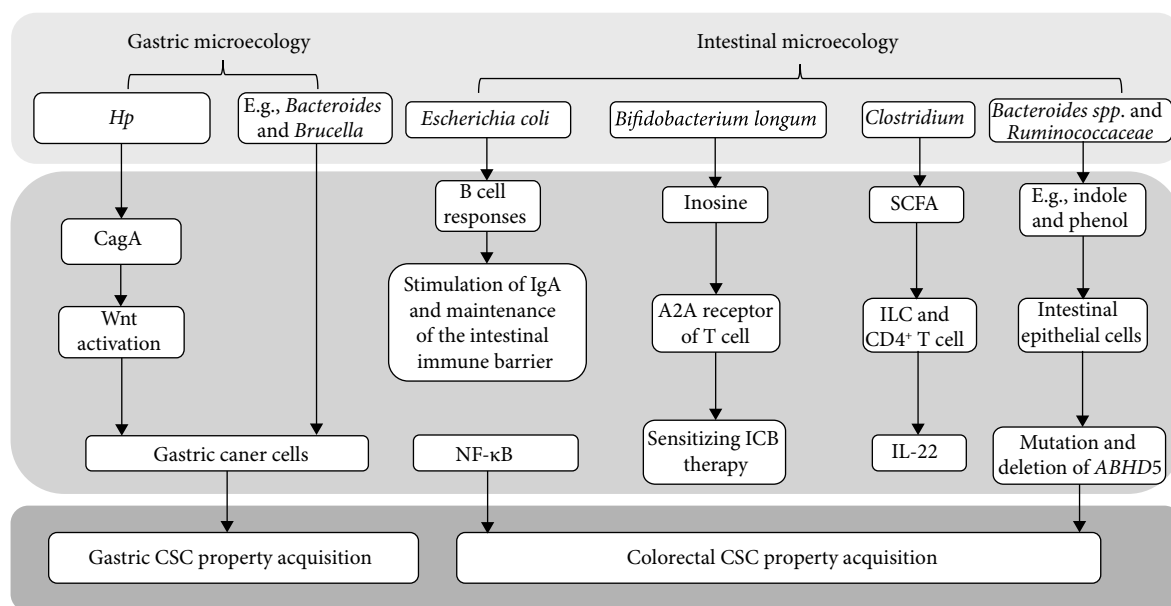 Gastric microecology
Intestinal microecology
Hp
E.g., Bacteroides
and Brucella
Escherichia coli
Bifidobacterium longum
Clostridium
Bacteroides spp. and
Ruminococcaceae
B cell
responses
Inosine
SCFA
E.g., indole
and phenol
CagA
Stimulation of IgA
and maintenance
of the intestinal
immune barrier
Wnt
activation
A2A receptor
of T cell
ILC and
CD4⁺ T cell
Intestinal
epithelial cells
Gastric caner cells
NF-κB
Sensitizing ICB
therapy
IL-22
Mutation and
deletion of ABHD5
Gastric CSC property acquisition
Colorectal CSC property acquisition